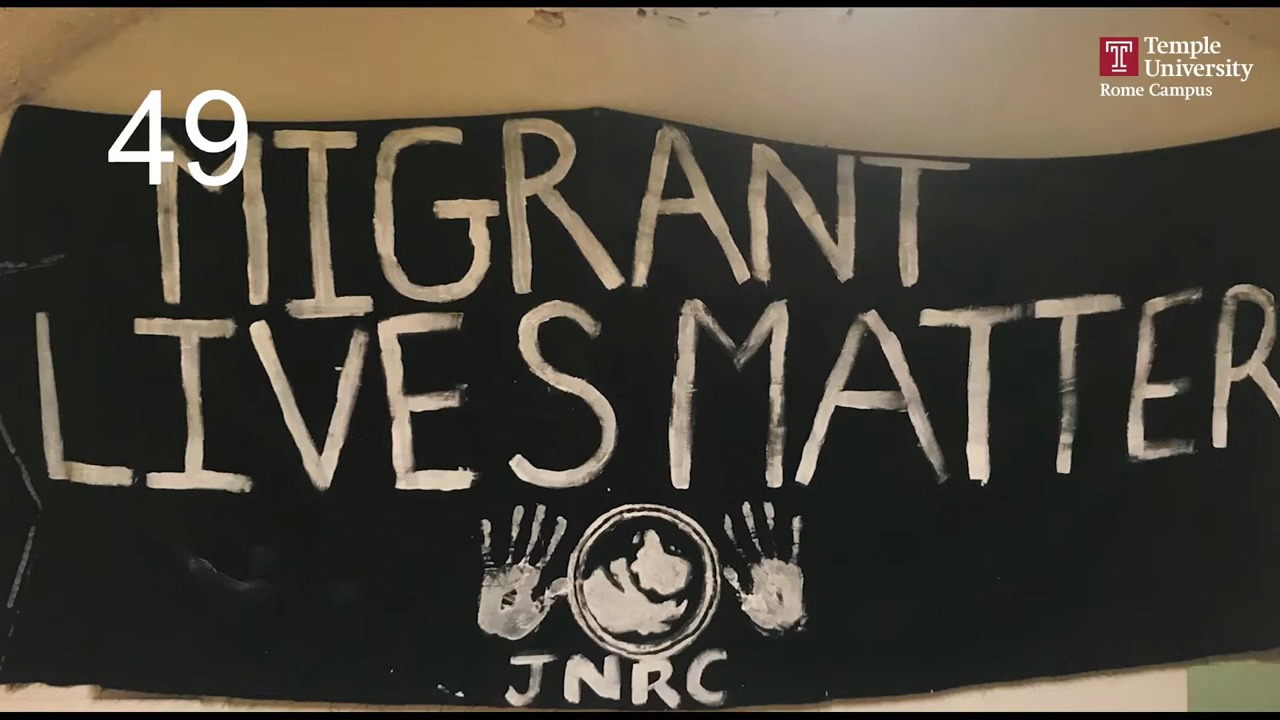 49
Temple
University
Rome Campus
MIGRANT
LIVES MATTER
JNRC